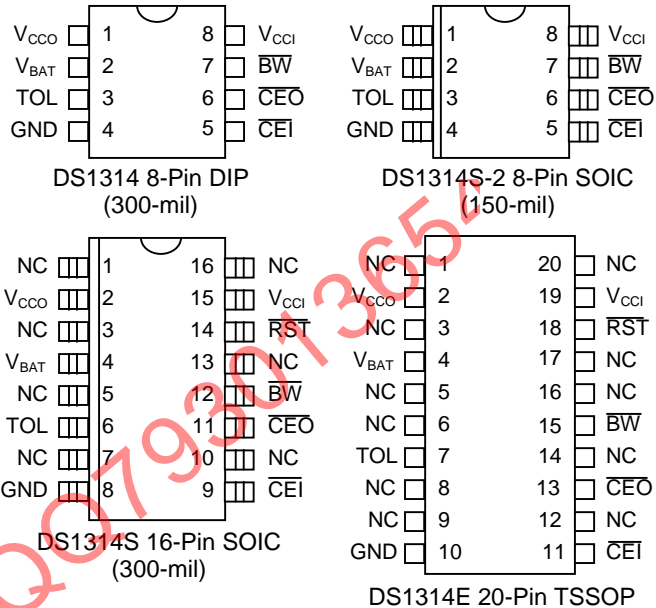 VCCO 1 8 VCCI
VBAT 2 7 BW
TOL 3 6 CEO
GND 4 5 CEI
DS1314 8-Pin DIP
(300-mil)
VCCO 1 8 VCCI
VBAT 2 7 BW
TOL 3 6 CEO
GND 4 5 CEI
DS1314S-2 8-Pin SOIC
(150-mil)
NC 1 16 NC
VCCO 2 15 VCCI
NC 3 14 RST
VBAT 4 13 NC
NC 5 12 BW
TOL 6 11 CEO
NC 7 10 NC
GND 8 9 CEI
DS1314S 16-Pin SOIC
(300-mil)
NC 1 20 NC
VCCO 2 19 VCCI
NC 3 18 RST
VBAT 4 17 NC
NC 5 16 NC
NC 6 15 BW
TOL 7 14 NC
NC 8 13 CEO
NC 9 12 NC
GND 10 11 CEI
DS1314E 20-Pin TSSOP
QQ793013654